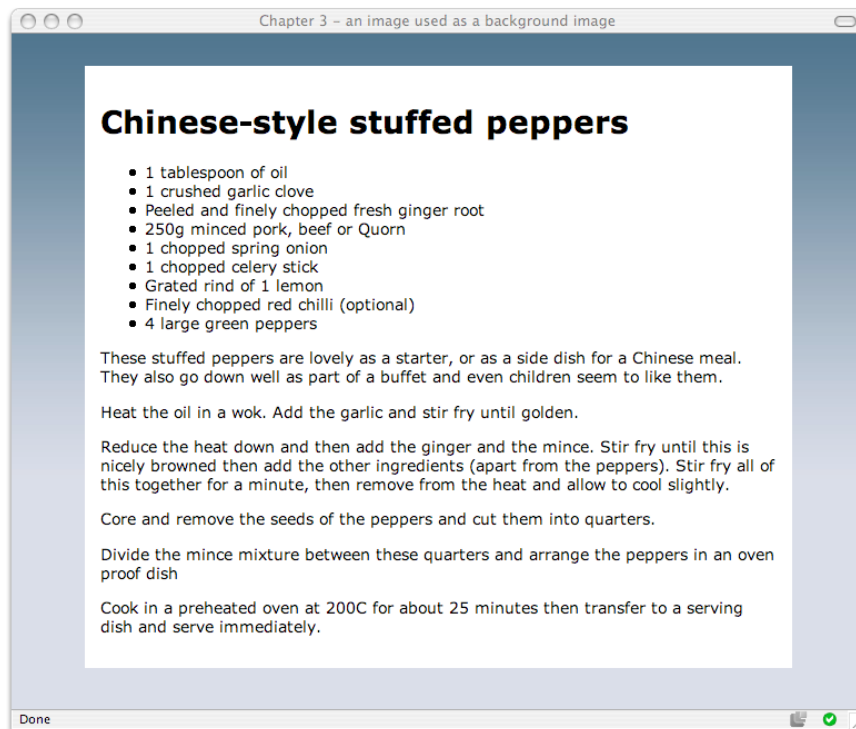 Chapter 3 – an image used as a background image
Chinese-style stuffed peppers
• 1 tablespoon of oil
• 1 crushed garlic clove
• Peeled and finely chopped fresh ginger root
• 250g minced pork, beef or Quorn
• 1 chopped spring onion
• 1 chopped celery stick
• Grated rind of 1 lemon
• Finely chopped red chilli (optional)
• 4 large green peppers
These stuffed peppers are lovely as a starter, or as a side dish for a Chinese meal.
They also go down well as part of a buffet and even children seem to like them.
Heat the oil in a wok. Add the garlic and stir fry until golden.
Reduce the heat down and then add the ginger and the mince. Stir fry until this is
nicely browned then add the other ingredients (apart from the peppers). Stir fry all of
this together for a minute, then remove from the heat and allow to cool slightly.
Core and remove the seeds of the peppers and cut them into quarters.
Divide the mince mixture between these quarters and arrange the peppers in an oven
proof dish
Cook in a preheated oven at 200C for about 25 minutes then transfer to a serving
dish and serve immediately.
Done